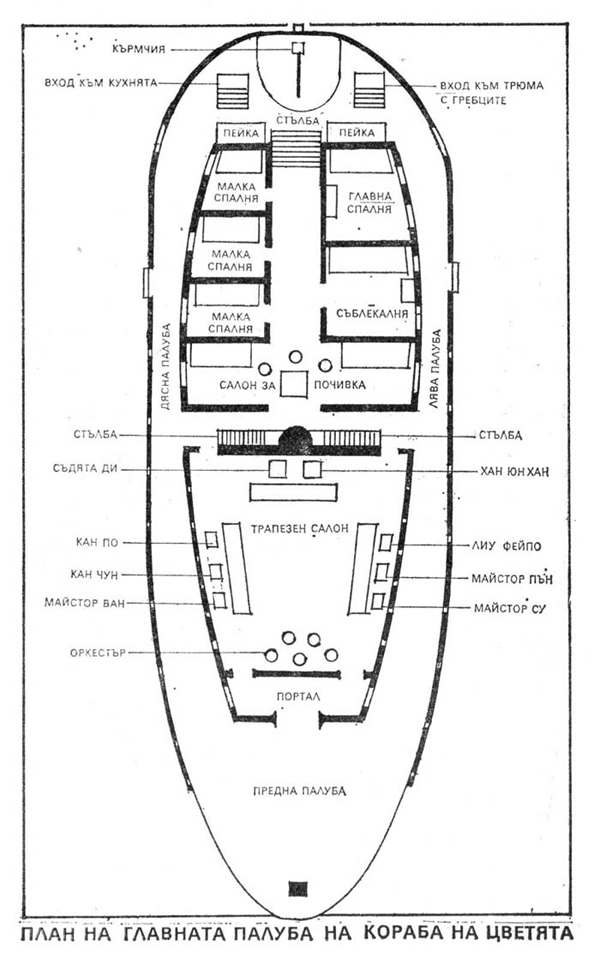 КЪРМЧИЯ
ВХОД КЪМ КУХНЯТА
ВХОД КЪМ ТРЮМА
С ГРЕБЦИТЕ
СТЪЛБА
ПЕЙКА
ПЕЙКА
МАЛКА
СПАЛНЯ
ГЛАВНА
СПАЛНЯ
МАЛКА
СПАЛНЯ
МАЛКА
СПАЛНЯ
СЪБЛЕКАЛНЯ
ДЯСНА ПАЛУБА
ЛЯВА ПАЛУБА
САЛОН ЗА ПОЧИВКА
СТЪЛБА
СТЪЛБА
СЪДЯТА ДИ
ХАН ЮН ХАН
ТРАПЕЗЕН САЛОН
КАН ПО
ЛИУ ФЕЙПО
КАН ЧУН
МАЙСТОР ПЪН
МАЙСТОР ВАН
МАЙСТОР СУ
ОРКЕСТЪР
ПОРТАЛ
ПРЕДНА ПАЛУБА
ПЛАН НА ГЛАВНАТА ПАЛУБА НА КОРАБА НА ЦВЕТЯТА